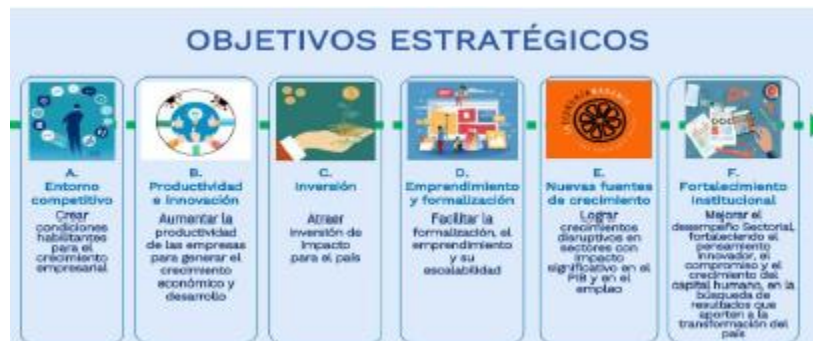 OBJETIVOS ESTRATÉGICOS
A.
Entorno
competitivo
Crear
condiciones
habilitantes
para el
crecimiento
empresarial
B.
Productividad
e innovación
Aumentar la
productividad
de las empresas
para generar el
crecimiento
económico y
desarrollo
C.
Inversión
Atraer
inversión de
impacto
para el país
D.
Emprendimiento
y formalización
Facilitar la
formalización, el
emprendimiento
y su
escalabilidad
E.
Nuevas fuentes
de crecimiento
Lograr
crecimientos
disruptivos en
sectores con
impacto
significativo en el
PIB y en el
empleo
F.
Fortalecimiento
Institucional
Mejorar el
desempeño Sectorial,
fortaleciendo el
pensamiento
innovador, el
compromiso y el
crecimiento del
capital humano, en la
búsqueda de
resultados que
aporten a la
transformación del
país